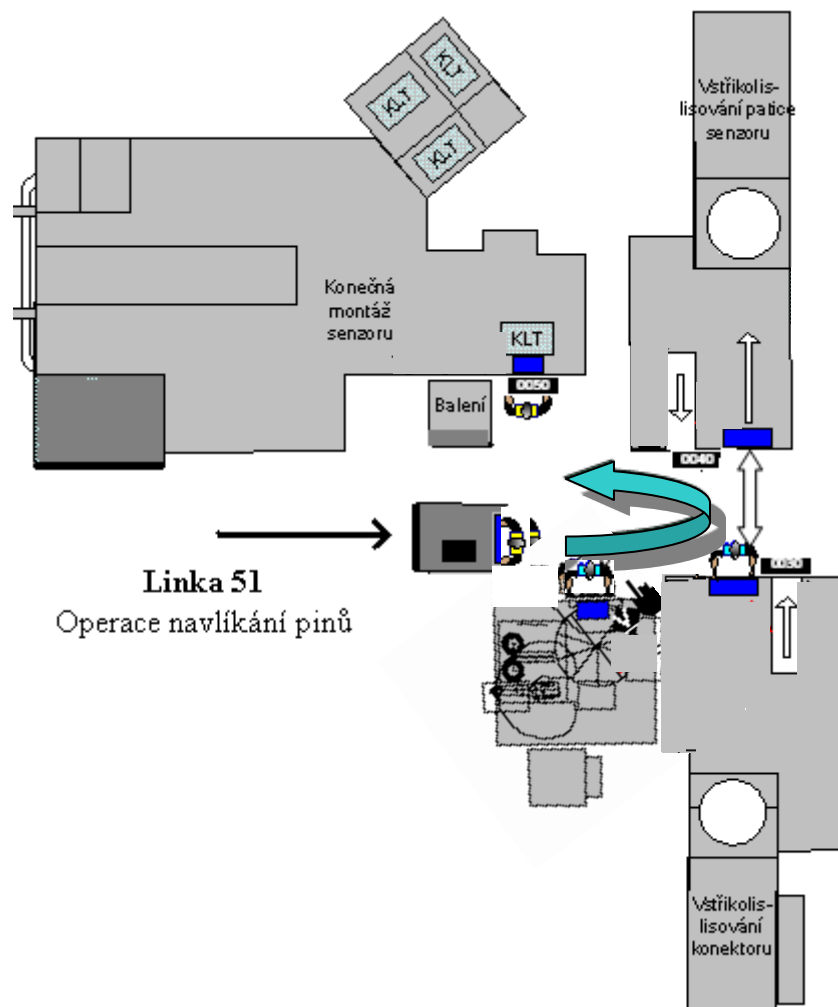 KLT
KLT
KLT
Vstřikolis-
lisování patice
senzoru
Konečná
montáž
senzoru
KLT
0050
Balení
0040
Linka 51
Operace navlíkání pinů
0030
Vstřikolis-
lisování
konektoru